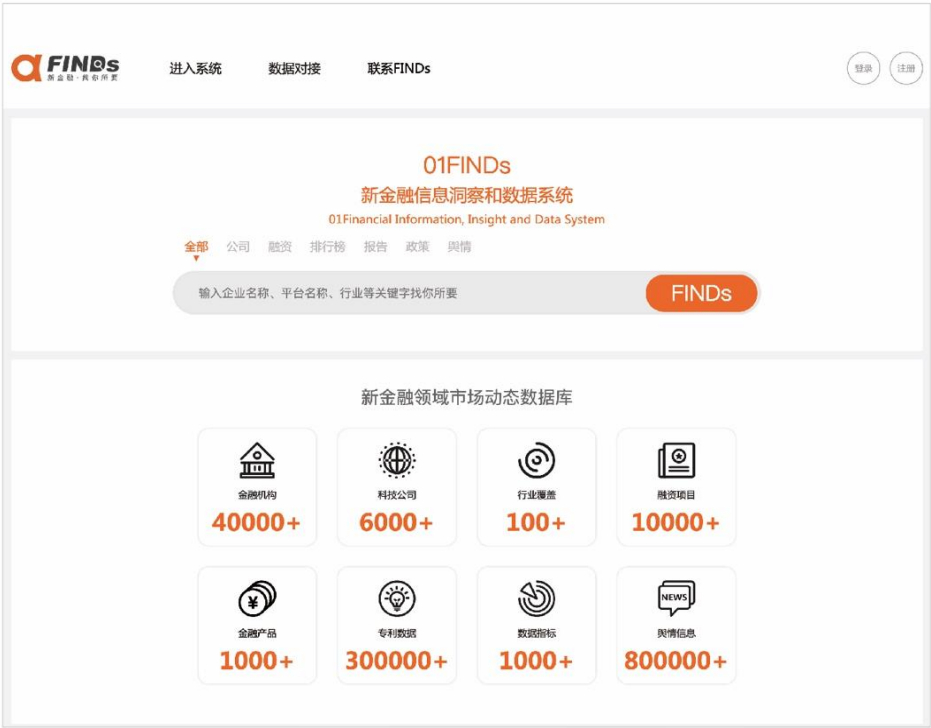 FINDs
新金融·找你所要
进入系统
数据对接
联系FINDs
登录
注册
01FINDs
新金融信息洞察和数据系统
01Financial Information, Insight and Data System
全部 公司 融资 排行榜 报告 政策 舆情
输入企业名称、平台名称、行业等关键字找你所要
FINDs
新金融领域市场动态数据库
金融机构
40000+
科技公司
6000+
行业覆盖
100+
融资项目
10000+
金融产品
1000+
专利数据
300000+
数据指标
1000+
NEWS
舆情信息
800000+